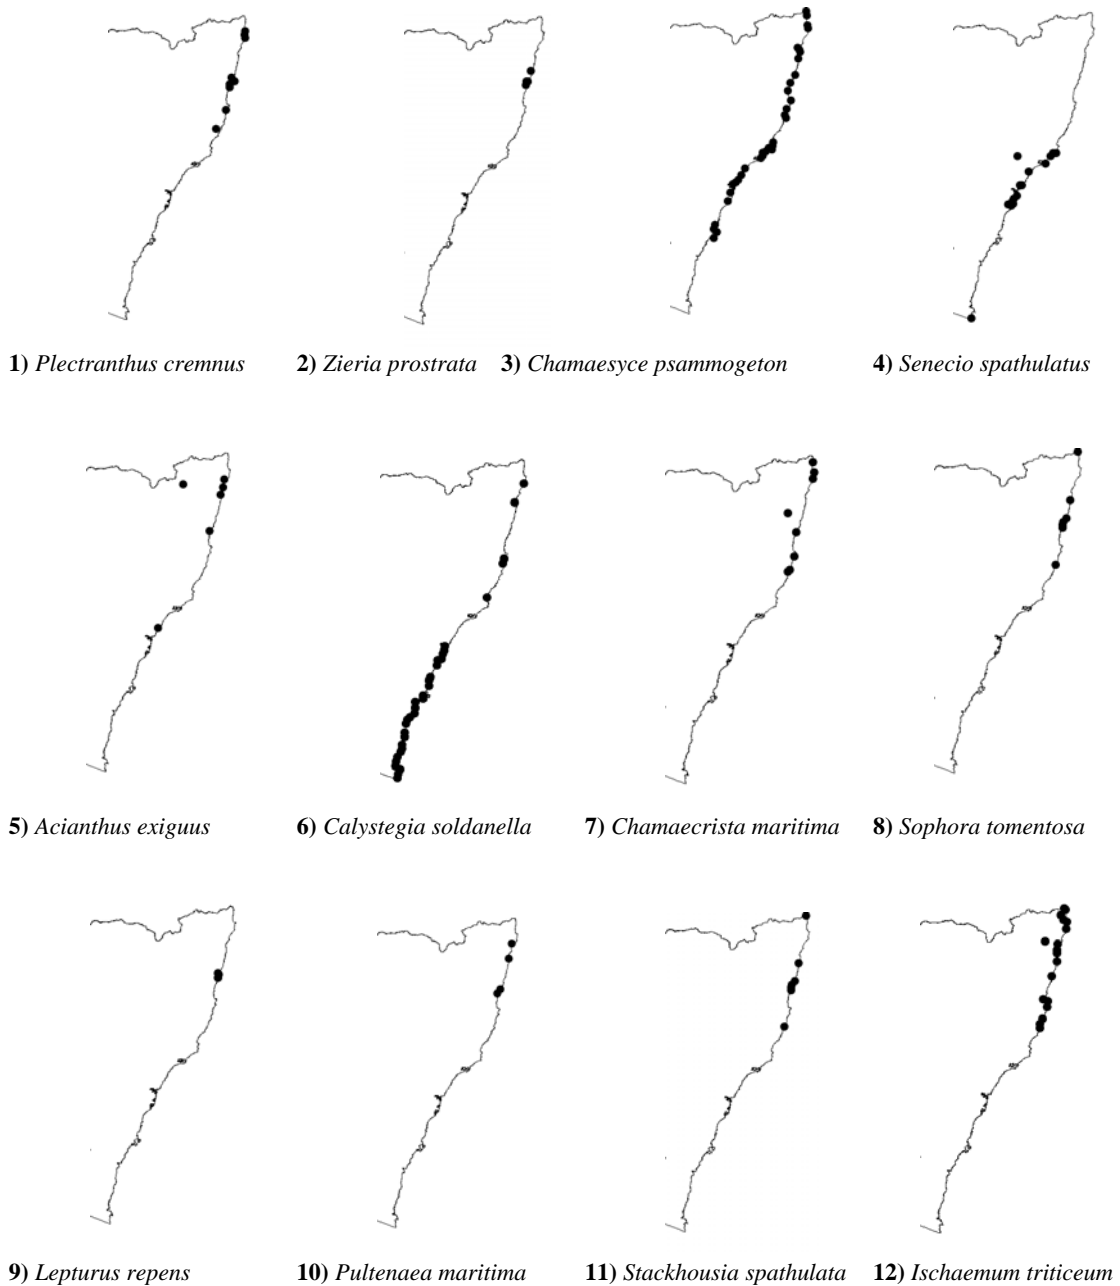 1) Plectranthus cremnus 2) Zieria prostrata 3) Chamaesyce psammogeton 4) Senecio spathulatus
5) Acianthus exiguus 6) Calystegia soldanella 7) Chamaecrista maritima 8) Sophora tomentosa
9) Lepturus repens 10) Pultenaea maritima 11) Stackhousia spathulata 12) Ischaemum triticeum